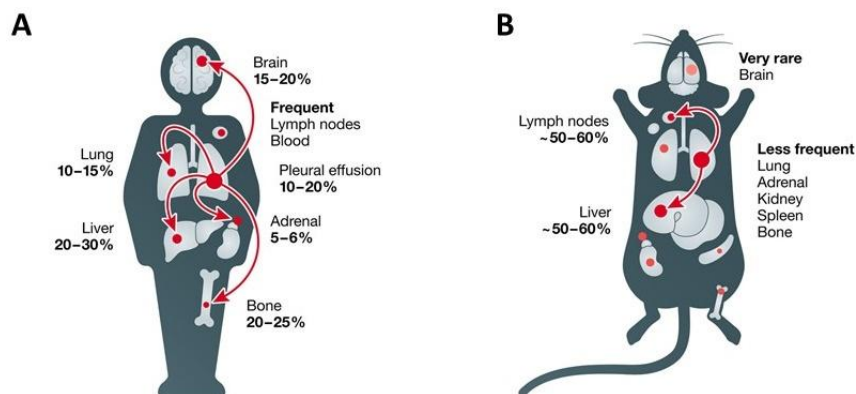 A
Brain
15–20%
Frequent
Lymph nodes
Blood
Lung
10–15%
Pleural effusion
10–20%
Liver
20–30%
Adrenal
5–6%
Bone
20–25%
B
Very rare
Brain
Lymph nodes
~50–60%
Less frequent
Lung
Adrenal
Kidney
Spleen
Bone
Liver
~50–60%